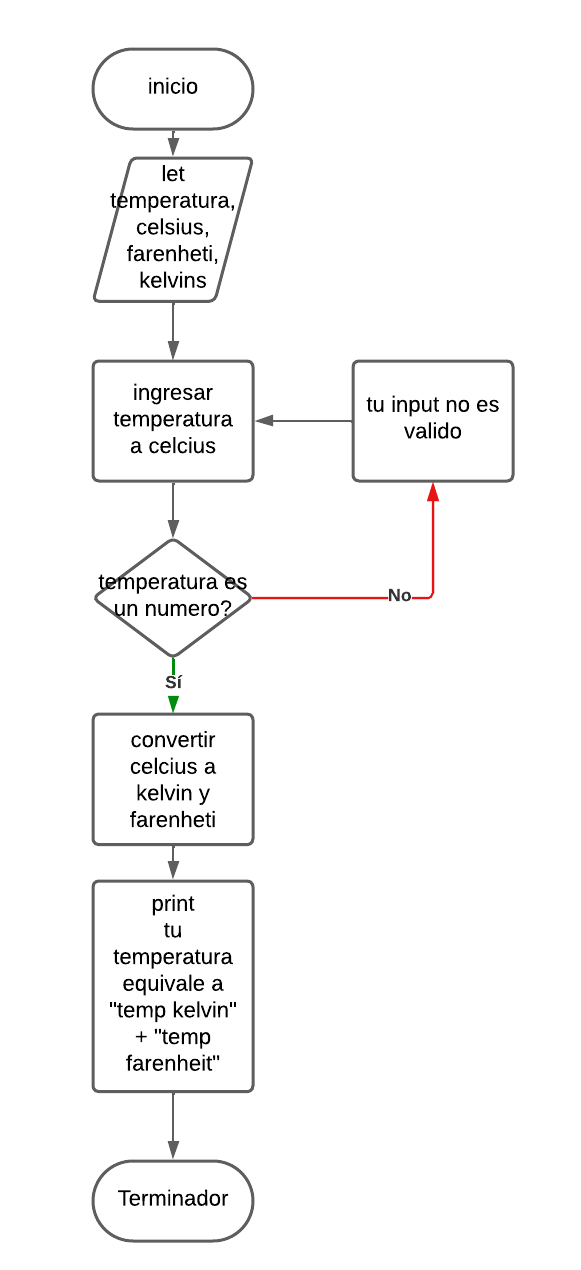 inicio
let
temperatura,
celsius,
farenheti,
kelvins
ingresar
temperatura
a celcius
tu input no es
valido
temperatura es
un numero?
No
Sí
convertir
celcius a
kelvin y
farenheti
print
tu
temperatura
equivale a
"temp kelvin"
+ "temp
farenheit"
Terminador